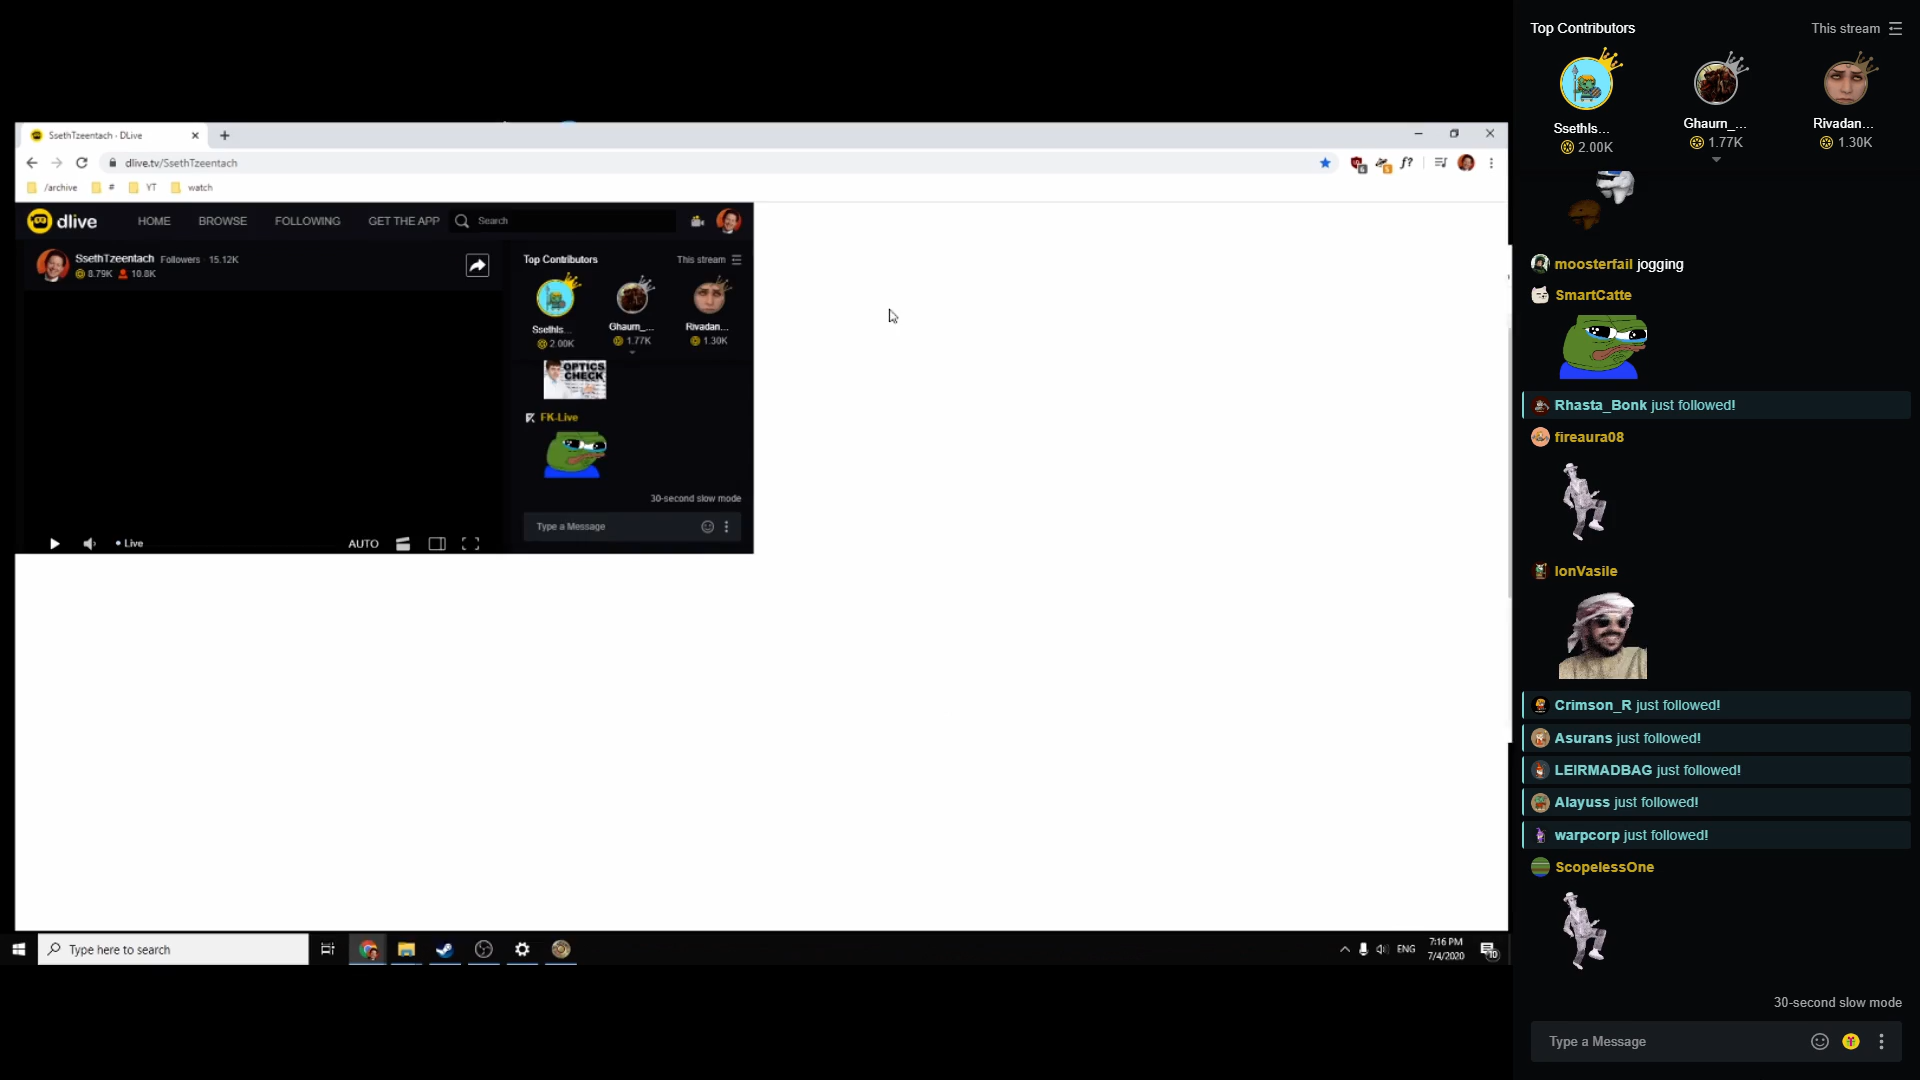 SsethTzeentach · DLive
dlive.tv/SsethTzeentach
/archive
#
YT
watch
dlive
HOME
BROWSE
FOLLOWING
GET THE APP
Search
SsethTzeentach Followers · 15.12K
8.79K 10.8K
Top Contributors
This stream
SsethIs...
2.00K
Ghaurn_...
1.77K
Rivadan...
1.30K
OPTICS
CHECK
FK-Live
30-second slow mode
Type a Message
• Live
AUTO
Type here to search
ENG
7:16 PM
7/4/2020
Top Contributors
This stream
SsethIs...
2.00K
Ghaurn_...
1.77K
Rivadan...
1.30K
moosterfail jogging
SmartCatte
Rhasta_Bonk just followed!
fireaura08
IonVasile
Crimson_R just followed!
Asurans just followed!
LEIRMADBAG just followed!
Alayuss just followed!
warpcorp just followed!
ScopelessOne
30-second slow mode
Type a Message